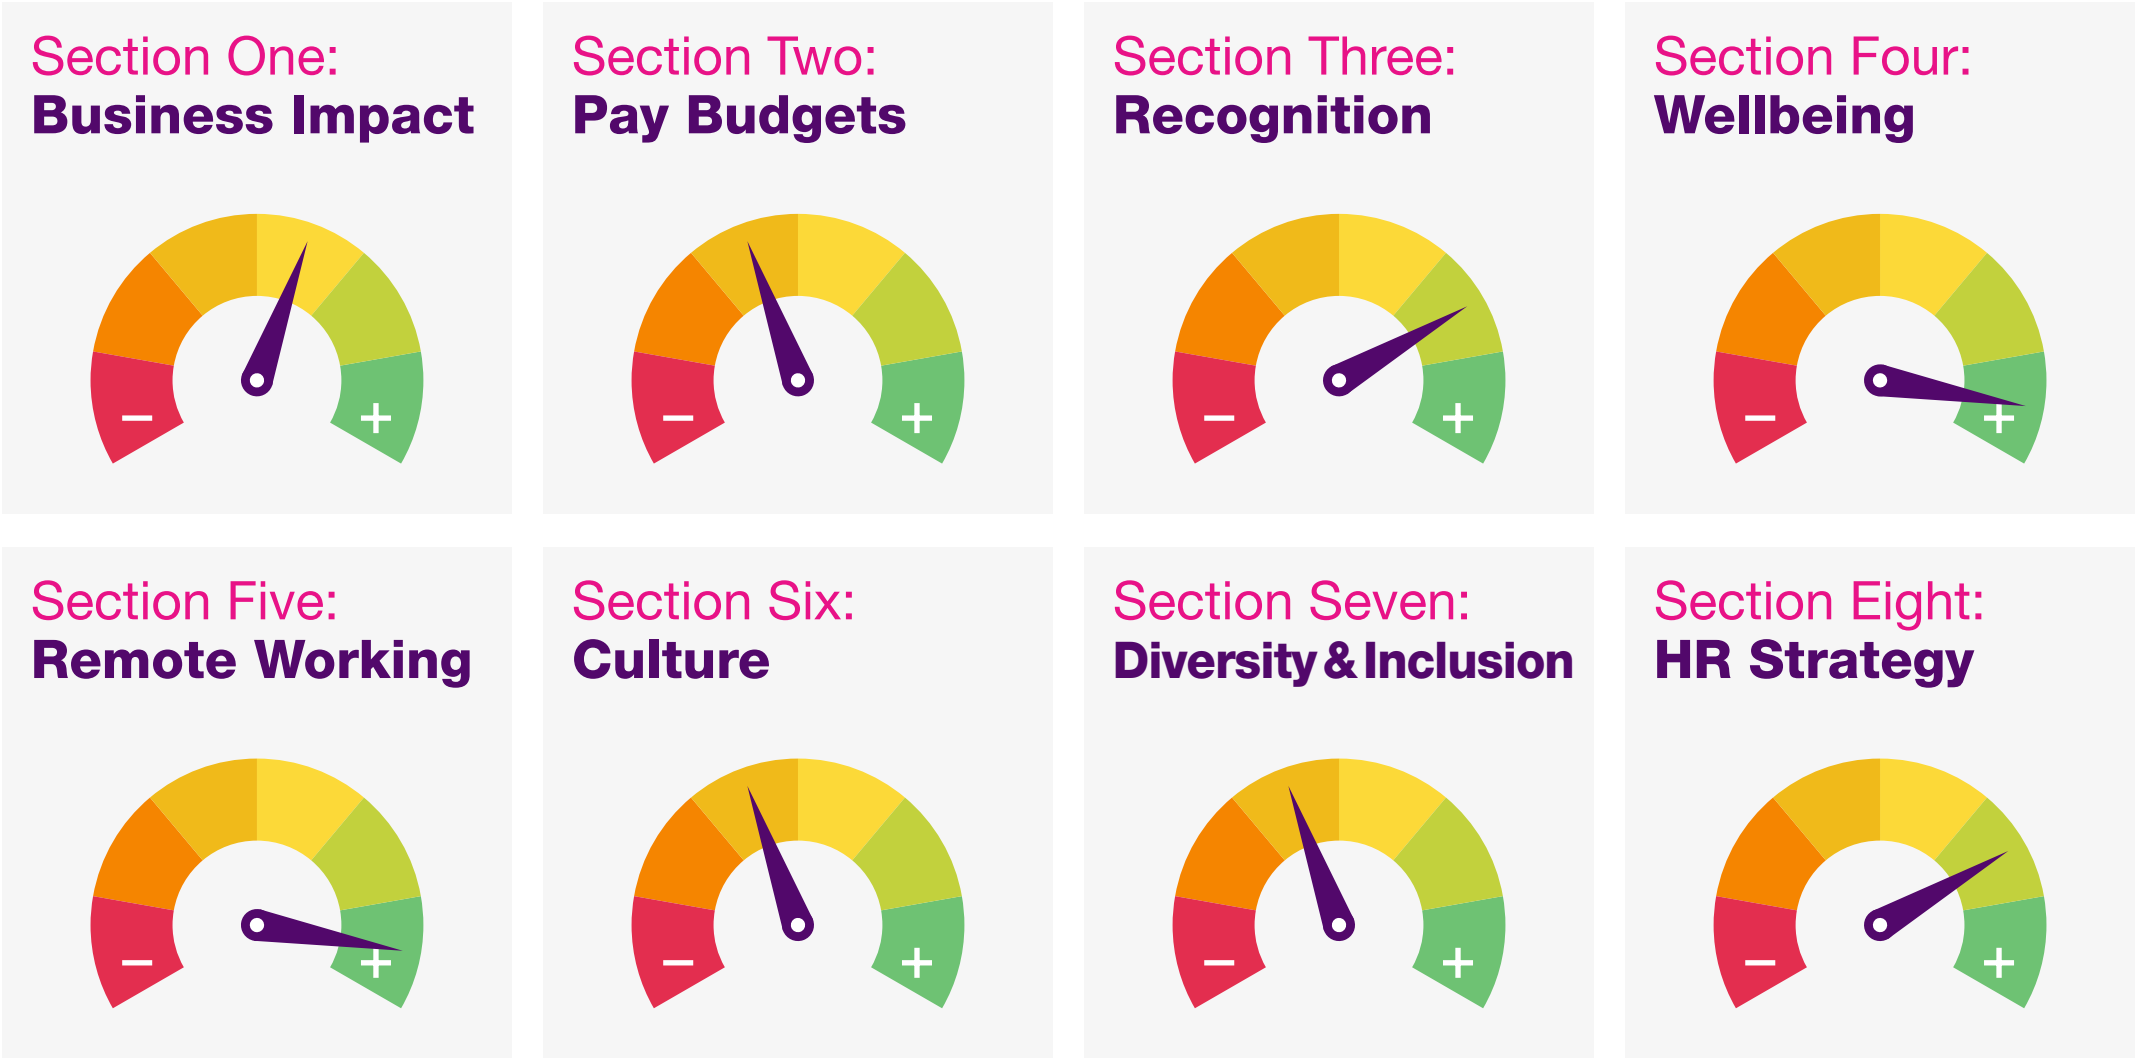 Section One:
Business Impact
−
+
Section Two:
Pay Budgets
−
+
Section Three:
Recognition
−
+
Section Four:
Wellbeing
−
+
Section Five:
Remote Working
−
+
Section Six:
Culture
−
+
Section Seven:
Diversity & Inclusion
−
+
Section Eight:
HR Strategy
−
+